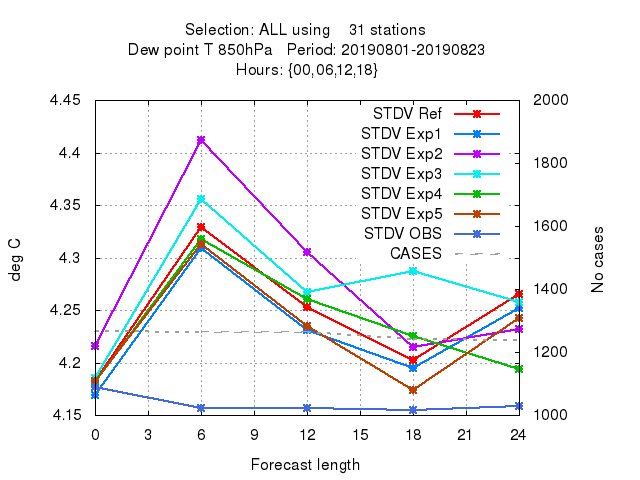 Selection: ALL using 31 stations
Dew point T 850hPa Period: 20190801-20190823
Hours: {00,06,12,18}
4.45
4.4
4.35
4.3
4.25
4.2
4.15
deg C
2000
1800
1600
1400
1200
1000
No cases
STDV Ref
STDV Exp1
STDV Exp2
STDV Exp3
STDV Exp4
STDV Exp5
STDV OBS
CASES
0 3 6 9 12 15 18 21 24
Forecast length